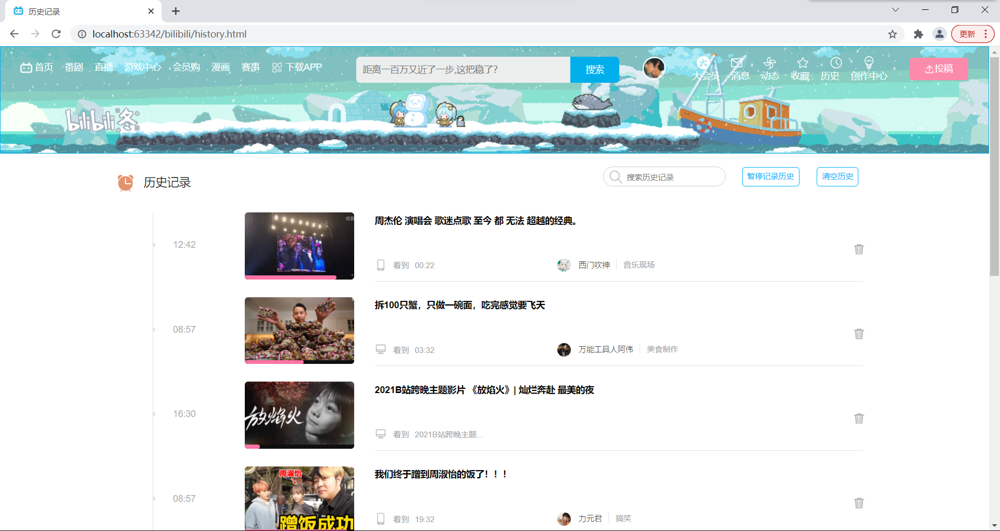 历史记录
localhost:63342/bilibili/history.html
更新
首页 番剧 直播 游戏中心 会员购 漫画 赛事 下载APP
距离一百万又近了一步,这把稳了?
搜索
大
大会员 消息 动态 收藏 历史 创作中心
投稿
bilibili冬
历史记录
搜索历史记录
暂停记录历史
清空历史
周杰伦 演唱会 歌迷点歌 至今 都 无法 超越的经典。
12:42
看到 00:22
西门吹神 音乐现场
拆100只蟹，只做一碗面，吃完感觉要飞天
08:57
看到 03:32
万能工具人阿伟 美食制作
2021B站跨晚主题影片 《放焰火》| 灿烂奔赴 最美的夜
16:30
放焰火
看到 2021B站跨晚主题...
我们终于蹭到周淑怡的饭了！！！
周淑怡
08:57
蹭饭成功
看到 19:32
力元君 搞笑